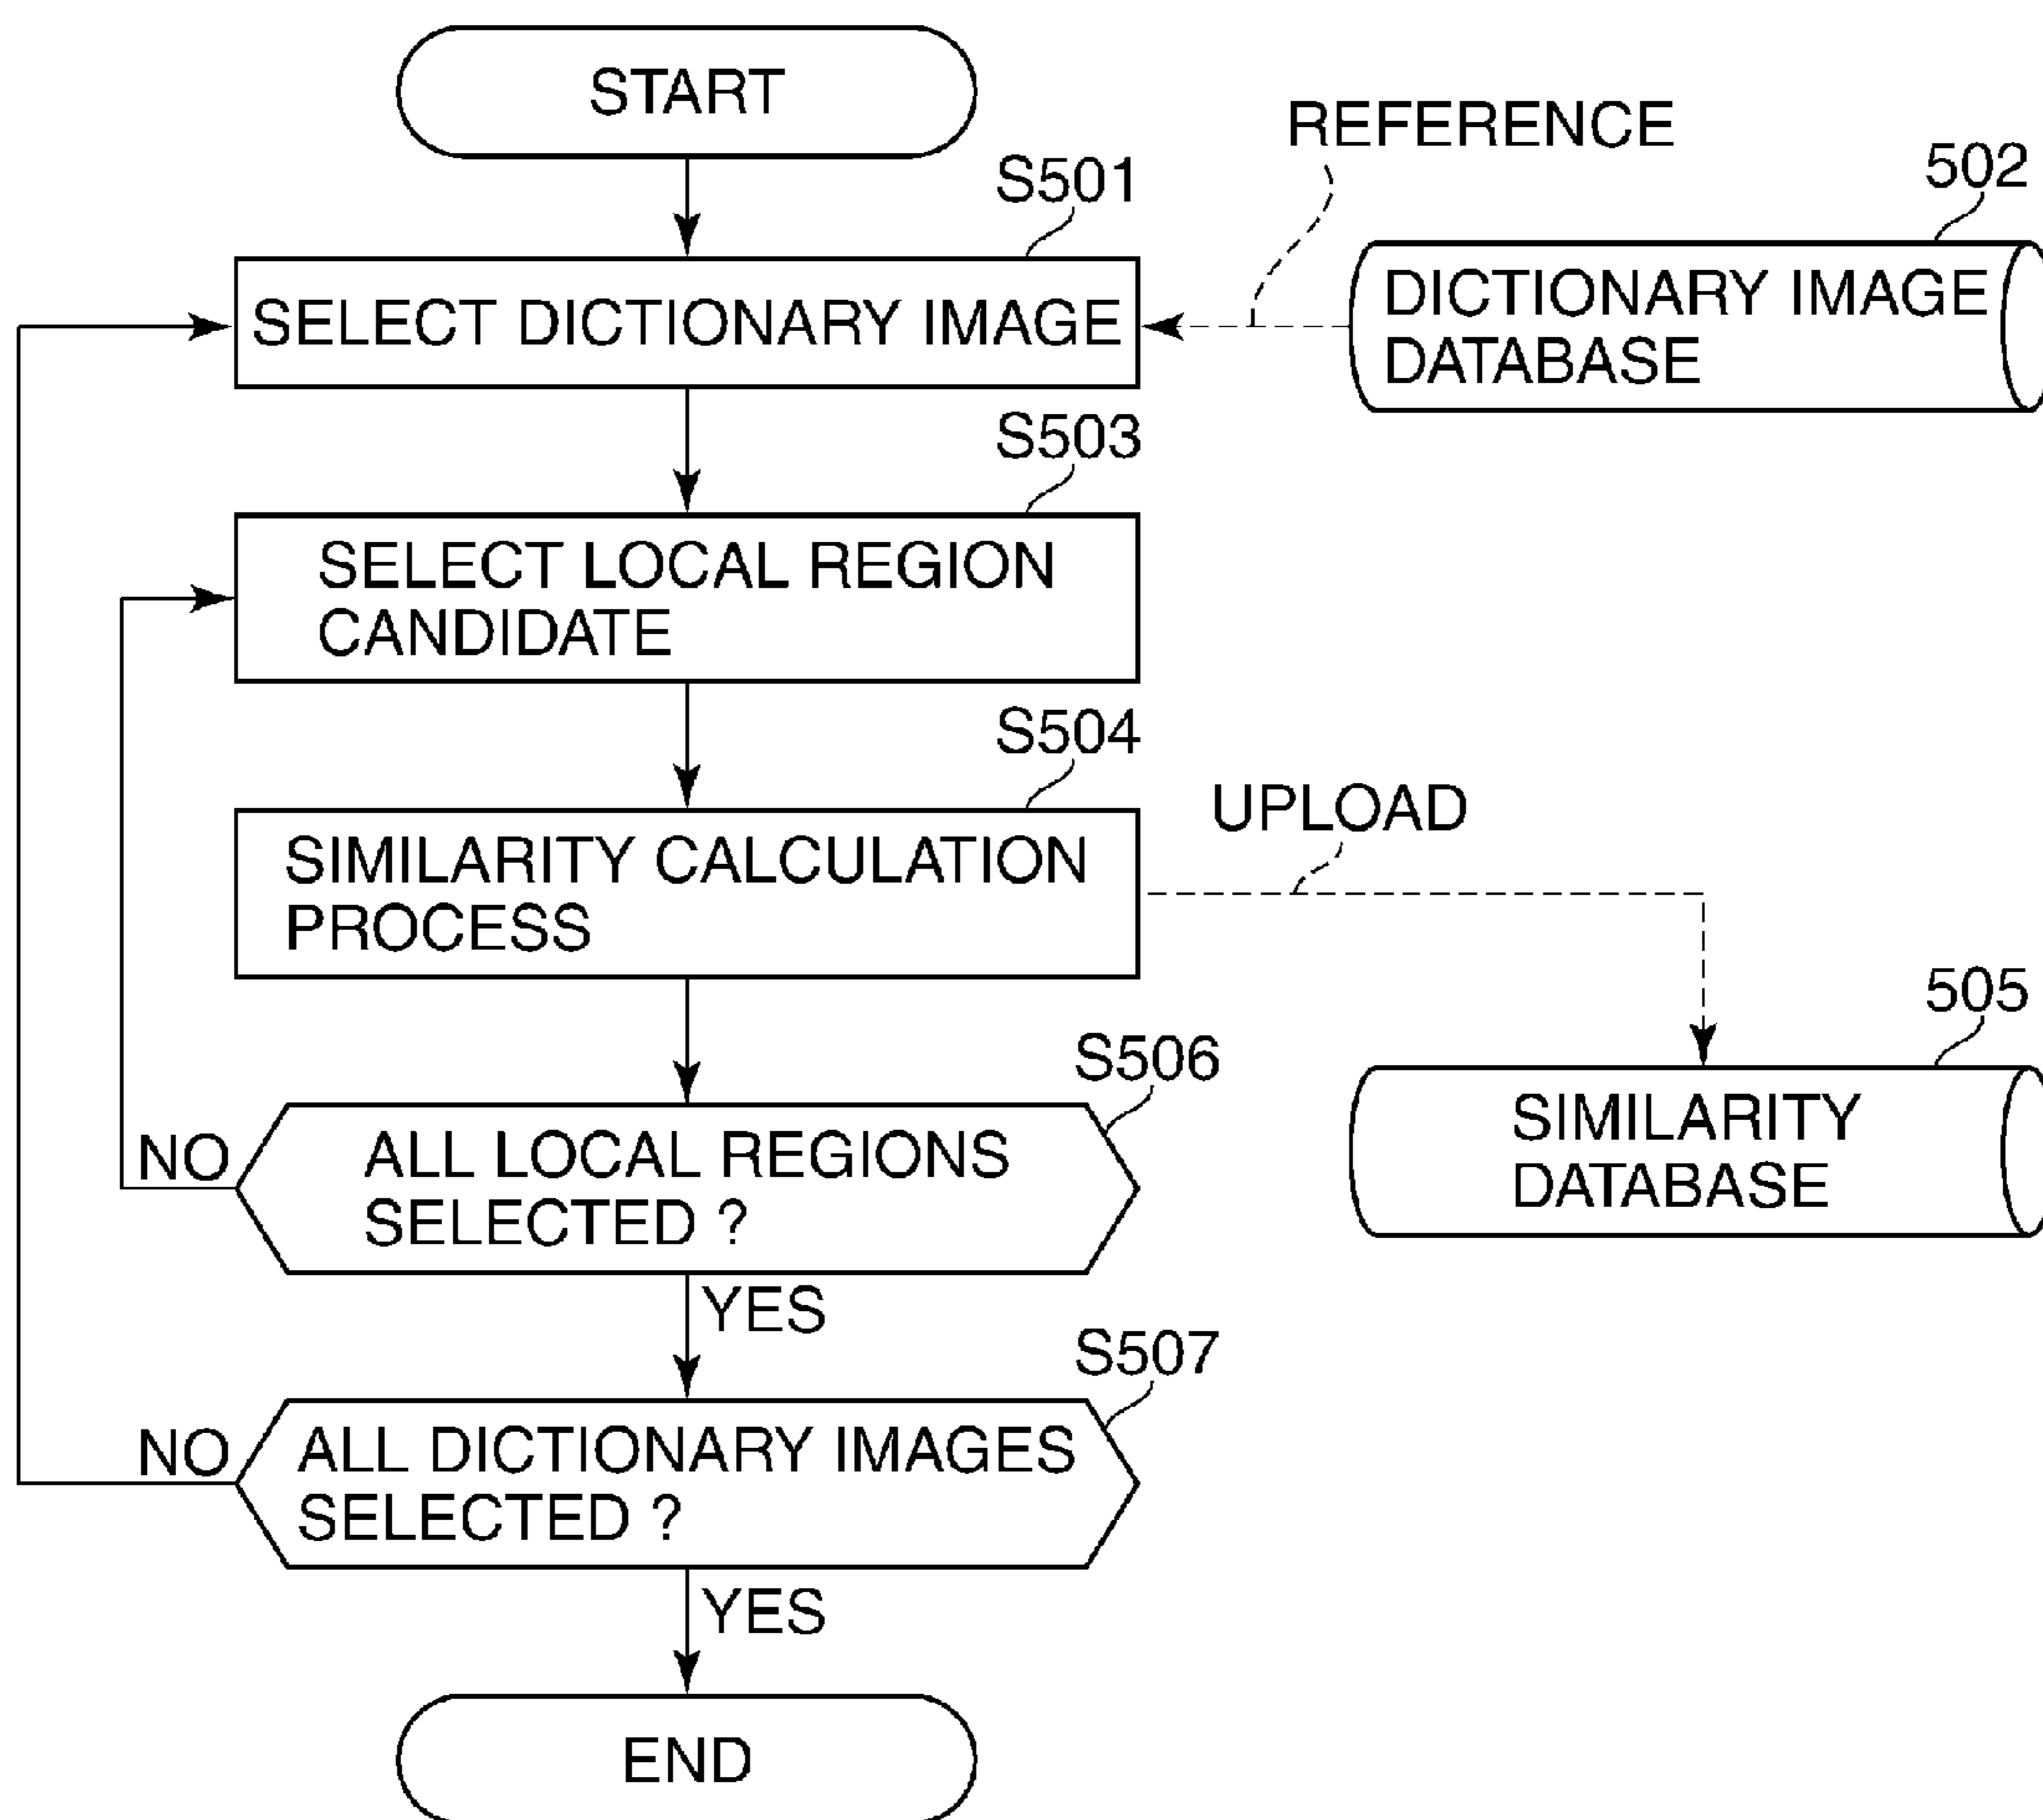 START
REFERENCE
S501
502
SELECT DICTIONARY IMAGE
DICTIONARY IMAGE
DATABASE
S503
SELECT LOCAL REGION
CANDIDATE
S504
SIMILARITY CALCULATION
PROCESS
UPLOAD
505
SIMILARITY
DATABASE
S506
NO
ALL LOCAL REGIONS
SELECTED ?
YES
S507
NO
ALL DICTIONARY IMAGES
SELECTED ?
YES
END